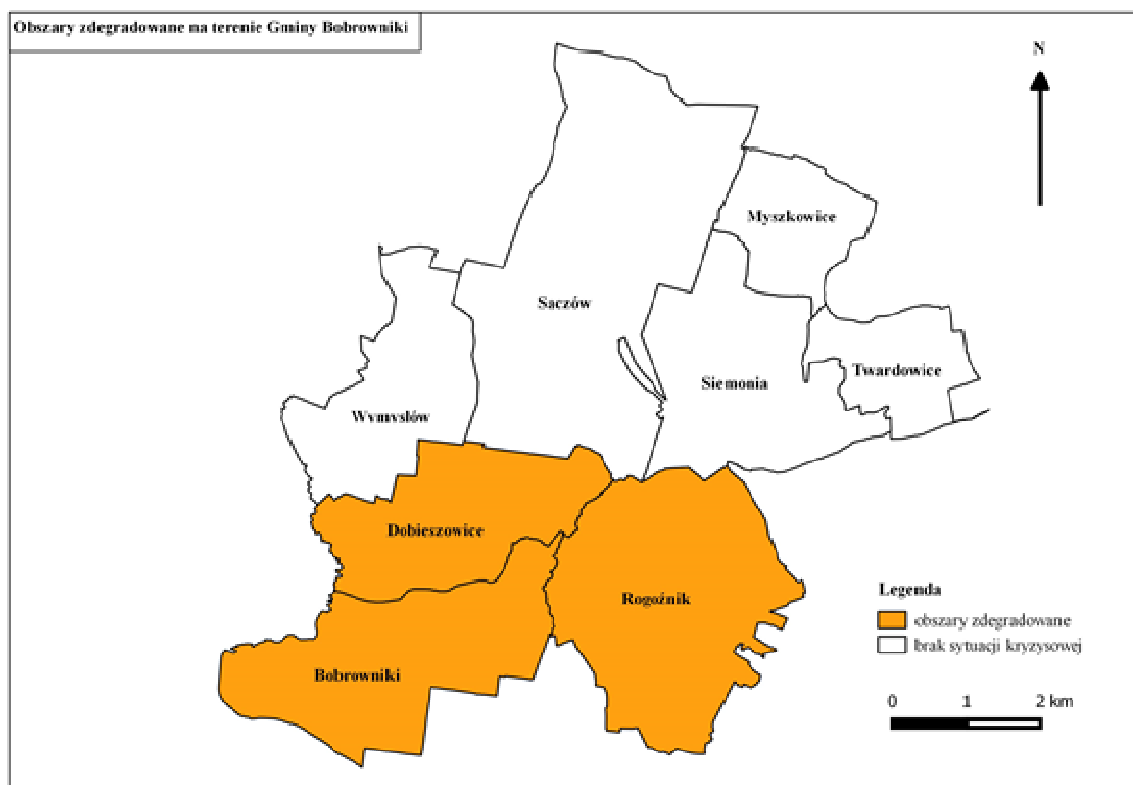 Obszary zdegradowane na terenie Gminy Bobrowniki
N
Myszkowice
Sączów
Siemonia
Twardowice
Wymysłów
Dobieszowice
Rogoźnik
Bobrowniki
Legenda
obszary zdegradowane
brak sytuacji kryzysowej
0 1 2 km